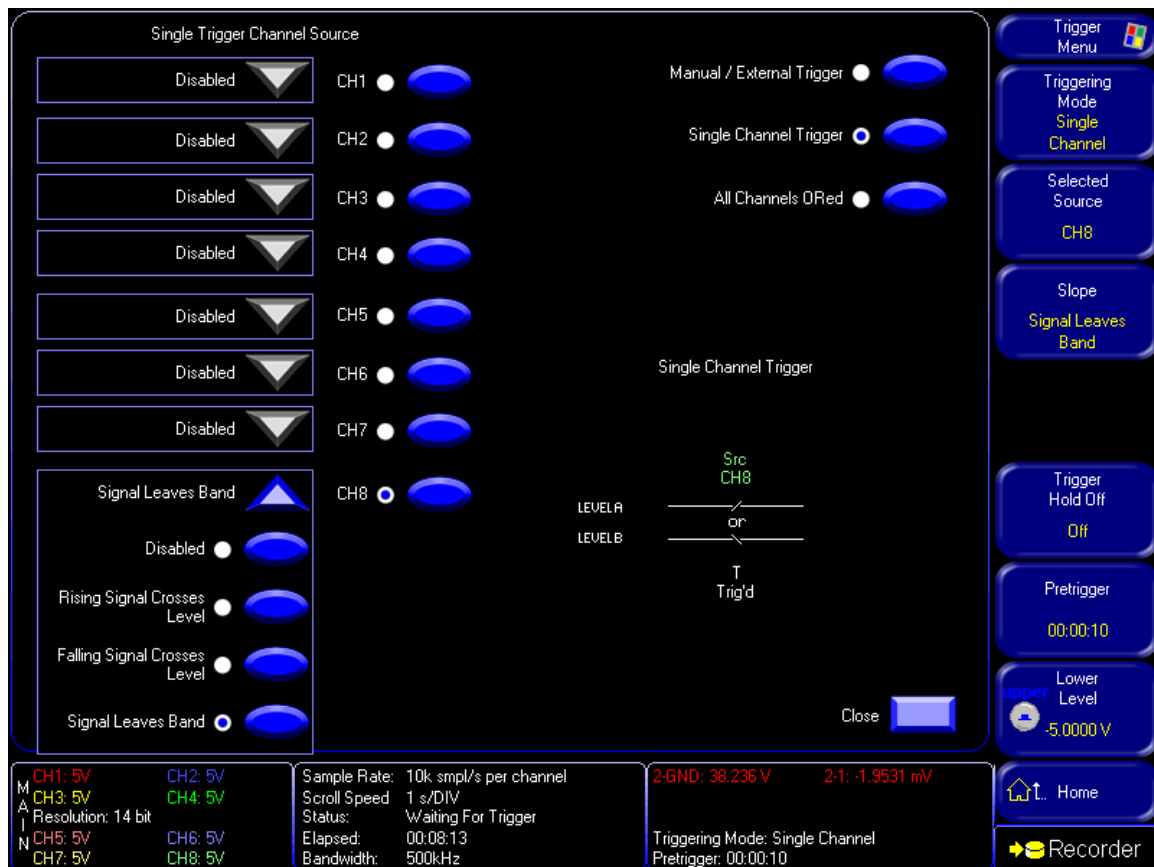 Single Trigger Channel Source
Disabled
CH1
Disabled
CH2
Disabled
CH3
Disabled
CH4
Disabled
CH5
Disabled
CH6
Disabled
CH7
Signal Leaves Band
CH8
Disabled
Rising Signal Crosses
Level
Falling Signal Crosses
Level
Signal Leaves Band
Manual / External Trigger
Single Channel Trigger
All Channels ORed
Single Channel Trigger
Src
CH8
LEVELA
or
LEVELB
T
Trig'd
Close
Trigger
Menu
Triggering
Mode
Single
Channel
Selected
Source
CH8
Slope
Signal Leaves
Band
Trigger
Hold Off
Off
Pretrigger
00:00:10
Lower
upper
Level
-5.0000 V
Home
Recorder
MAIN
CH1: 5V CH2: 5V
CH3: 5V CH4: 5V
Resolution: 14 bit
CH5: 5V CH6: 5V
CH7: 5V CH8: 5V
Sample Rate: 10k smpl/s per channel
Scroll Speed 1 s/DIV
Status: Waiting For Trigger
Elapsed: 00:08:13
Bandwidth: 500kHz
2-GND: 38.236 V 2-1: -1.9531 mV
Triggering Mode: Single Channel
Pretrigger: 00:00:10